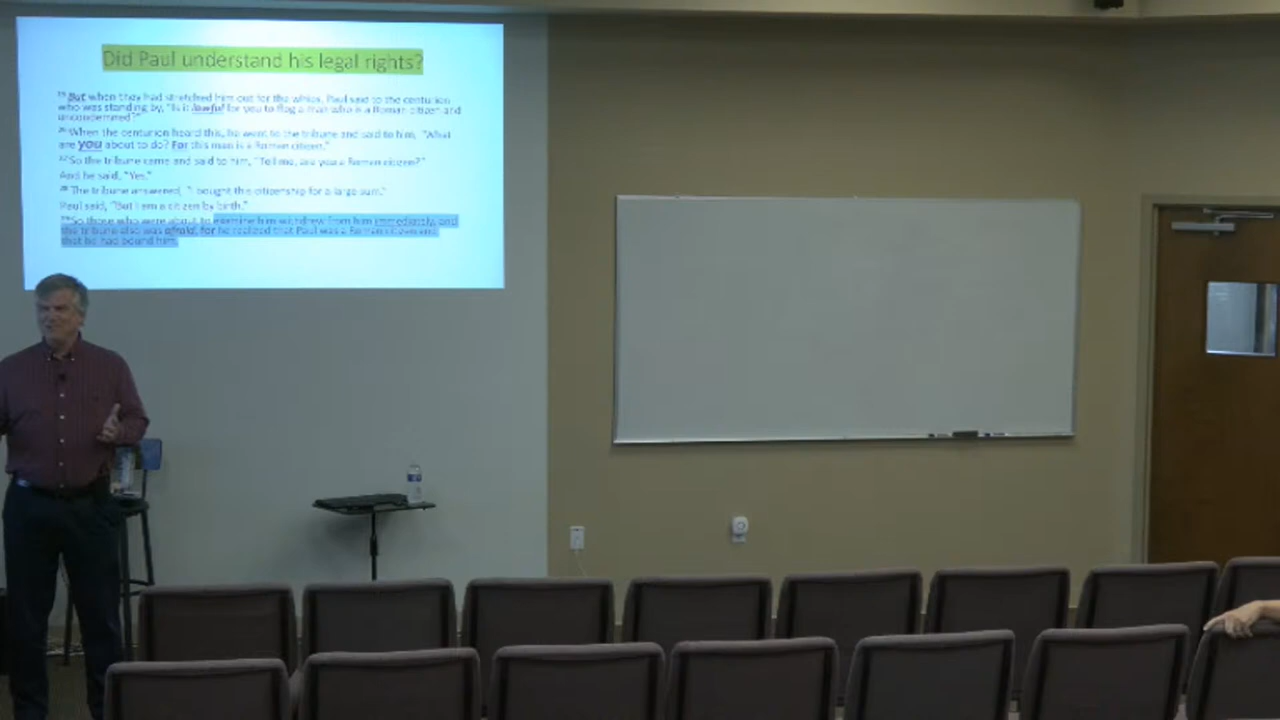 Did Paul understand his legal rights?
25 But when they had stretched him out for the whips, Paul said to the centurion
who was standing by, "Is it lawful for you to flog a man who is a Roman citizen and
uncondemned?"
26 When the centurion heard this, he went to the tribune and said to him, "What
are you about to do? For this man is a Roman citizen."
27 So the tribune came and said to him, "Tell me, are you a Roman citizen?"
And he said, "Yes."
28 The tribune answered, "I bought this citizenship for a large sum."
Paul said, "But I am a citizen by birth."
29 So those who were about to examine him withdrew from him immediately, and
the tribune also was afraid, for he realized that Paul was a Roman citizen and
that he had bound him.